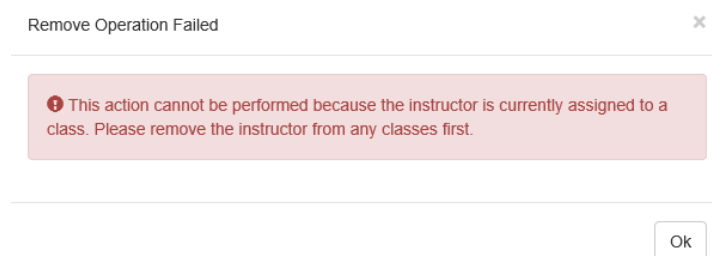 Remove Operation Failed ×
This action cannot be performed because the instructor is currently assigned to a
class. Please remove the instructor from any classes first.
Ok